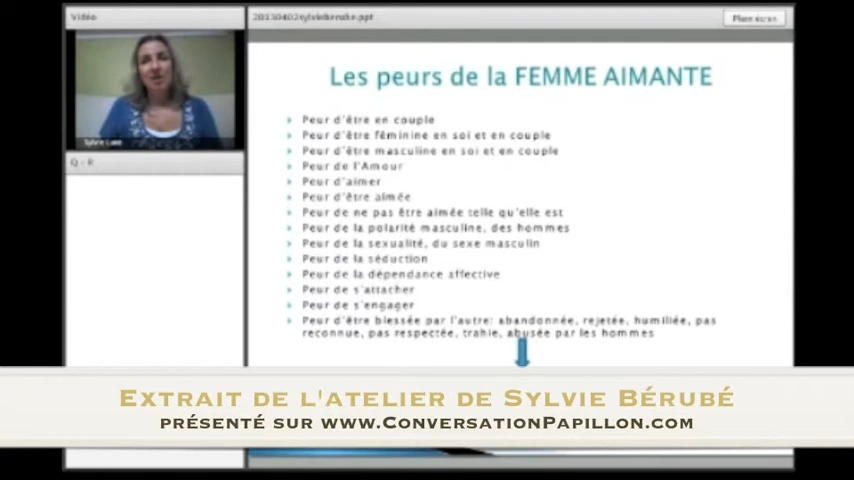 Vidéo
20130402sylvieberube.ppt
Plein écran
Les peurs de la FEMME AIMANTE
Peur d'être en couple
Peur d'être féminine en soi et en couple
Peur d'être masculine en soi et en couple
Peur de l'Amour
Peur d'aimer
Peur d'être aimée
Peur de ne pas être aimée telle qu'elle est
Peur de la polarité masculine, des hommes
Peur de la sexualité, du sexe masculin
Peur de la séduction
Peur de la dépendance affective
Peur de s'attacher
Peur de s'engager
Peur d'être blessée par l'autre: abandonnée, rejetée, humiliée, pas
reconnue, pas respectée, trahie, abusée par les hommes
Q - R
EXTRAIT DE L'ATELIER DE SYLVIE BÉRUBÉ
PRÉSENTÉ SUR WWW.CONVERSATIONPAPILLON.COM